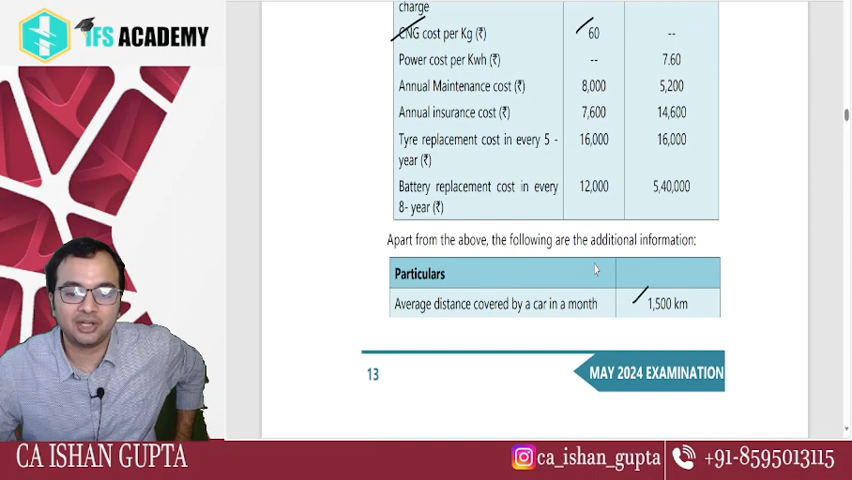 IFS ACADEMY
charge
CNG cost per Kg (₹) 60 --
Power cost per Kwh (₹) -- 7.60
Annual Maintenance cost (₹) 8,000 5,200
Annual insurance cost (₹) 7,600 14,600
Tyre replacement cost in every 5 - 16,000 16,000
year (₹)
Battery replacement cost in every 12,000 5,40,000
8- year (₹)
Apart from the above, the following are the additional information:
Particulars
Average distance covered by a car in a month 1,500 km
13 MAY 2024 EXAMINATION
CA ISHAN GUPTA ca_ishan_gupta +91-8595013115